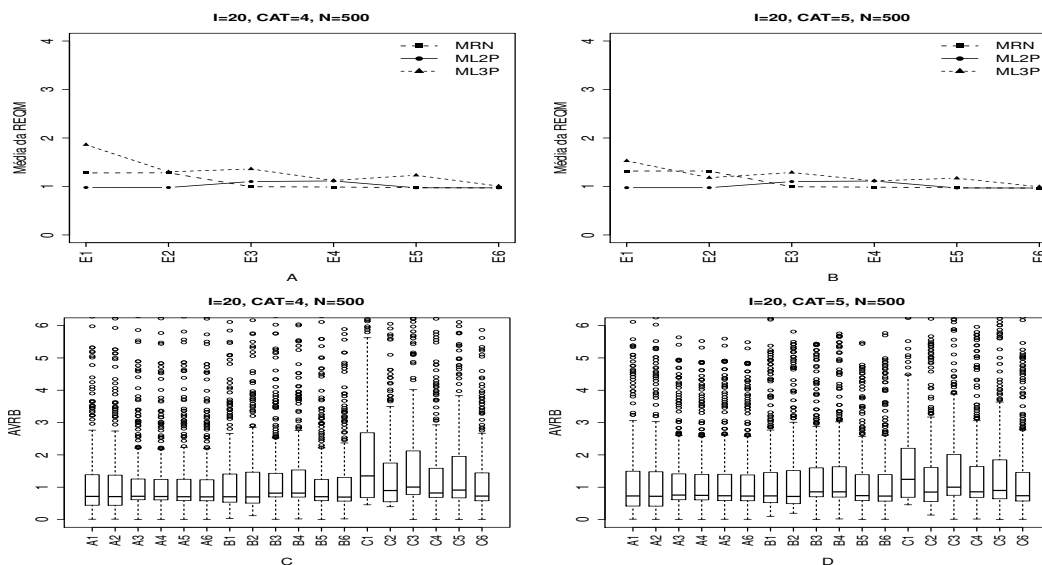 I=20, CAT=4, N=500
Média da REQM
4
3
2
1
0
MRN
ML2P
ML3P
E1 E2 E3 E4 E5 E6
A
I=20, CAT=5, N=500
Média da REQM
4
3
2
1
0
MRN
ML2P
ML3P
E1 E2 E3 E4 E5 E6
B
I=20, CAT=4, N=500
AVRB
6
5
4
3
2
1
0
A1 A2 A3 A4 A5 A6 B1 B2 B3 B4 B5 B6 C1 C2 C3 C4 C5 C6
C
I=20, CAT=5, N=500
AVRB
6
5
4
3
2
1
0
A1 A2 A3 A4 A5 A6 B1 B2 B3 B4 B5 B6 C1 C2 C3 C4 C5 C6
D